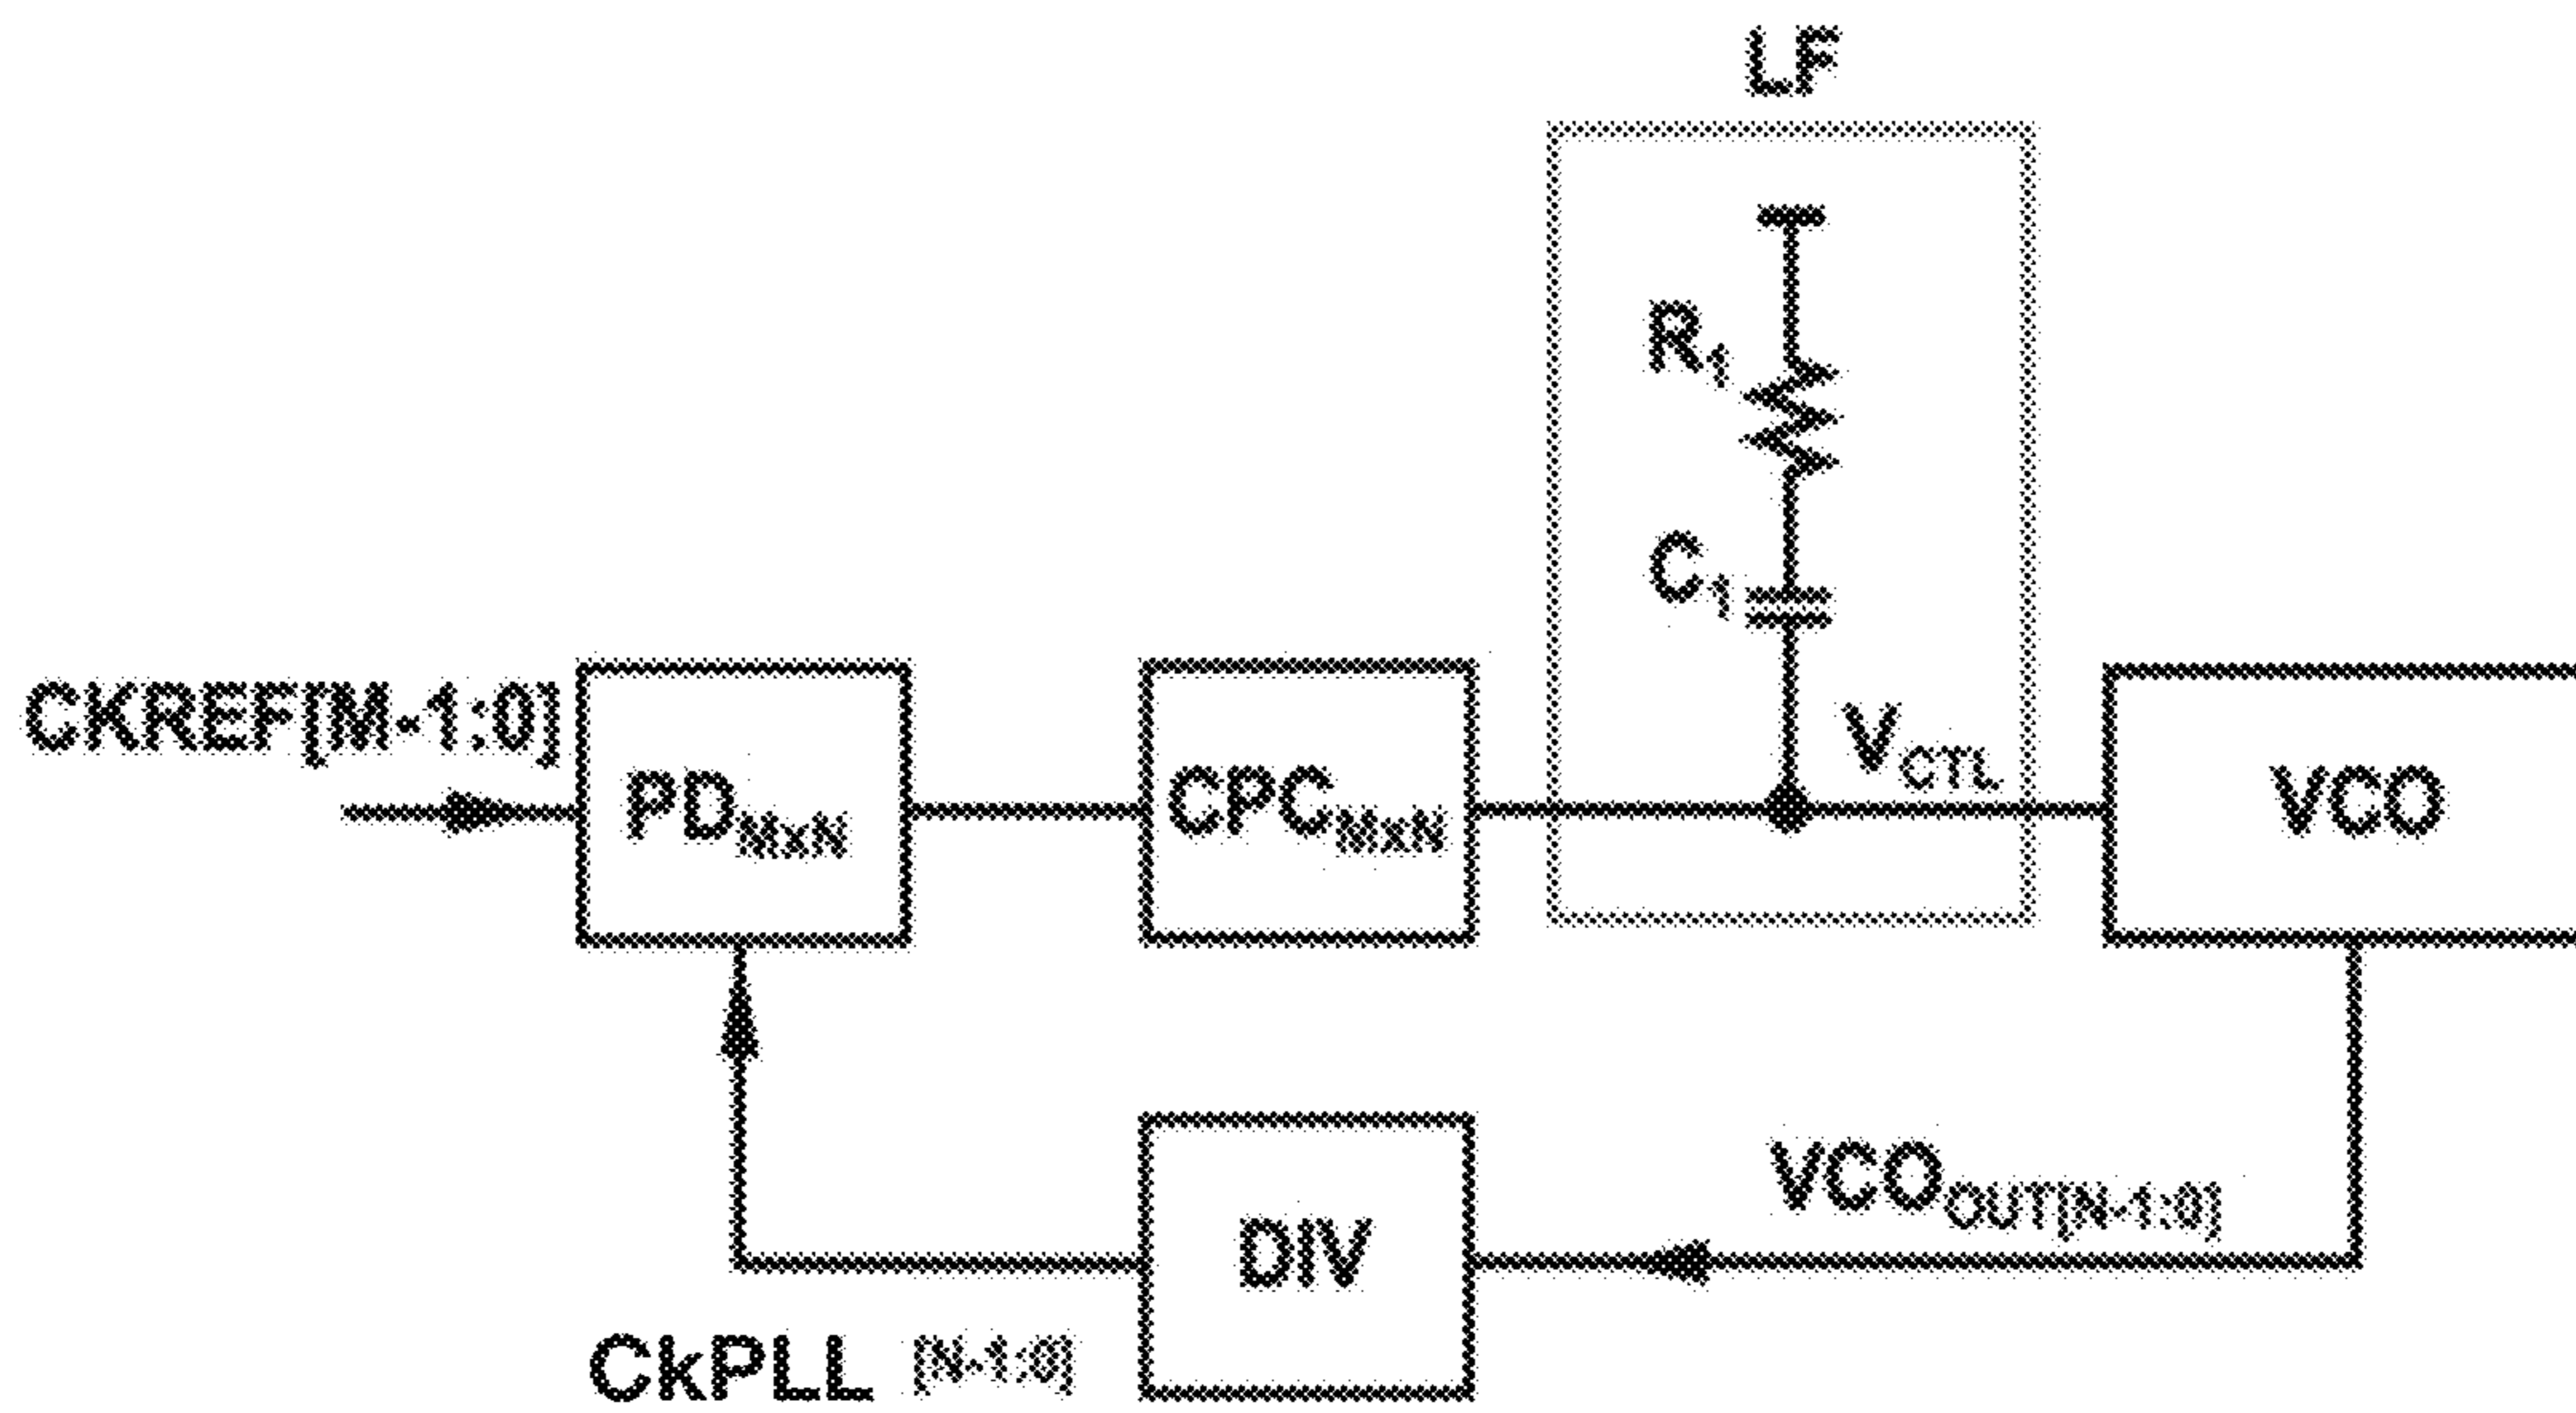 LF
R1
C1
CKREF[M-1:0]
PDMxN
CPCMxN
VCTL
VCO
VCOOUT[N-1:0]
DIV
CkPLL [N-1:0]